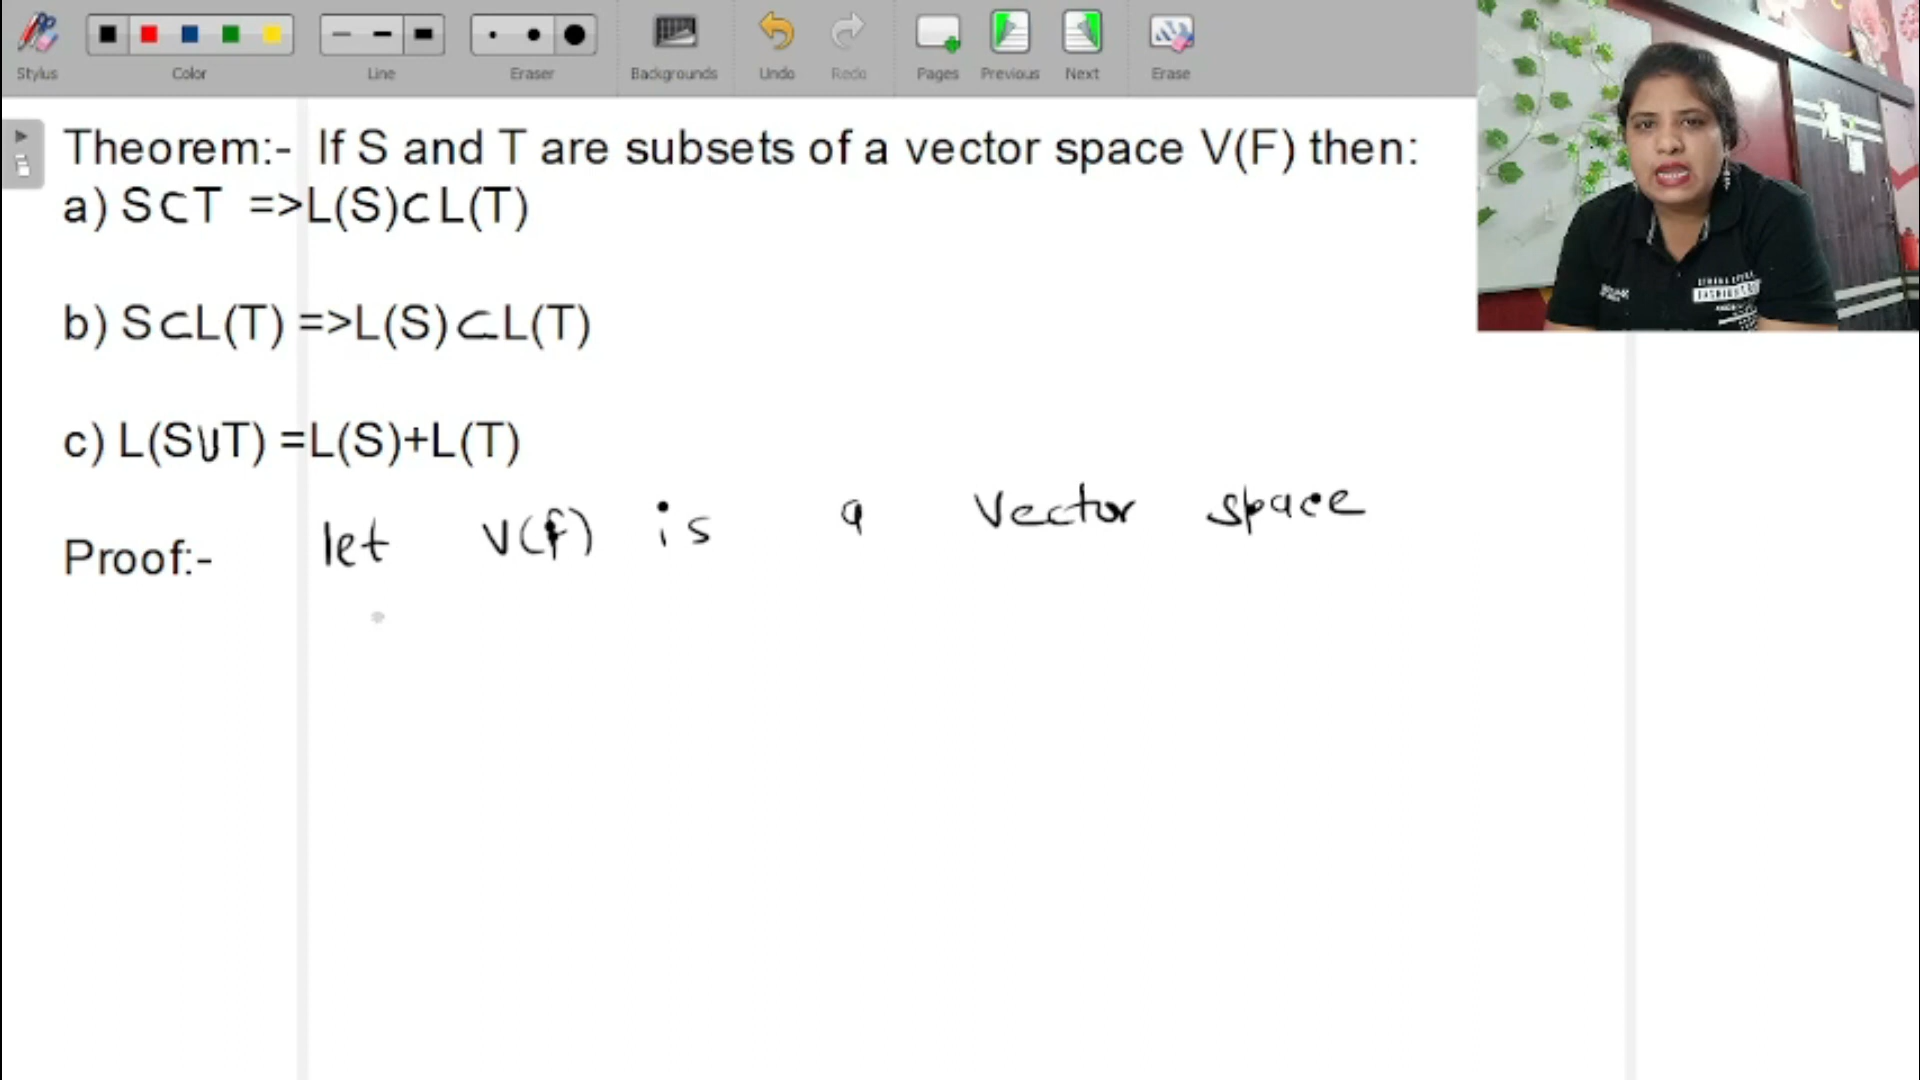 Stylus Color Line Eraser Backgrounds Undo Redo Pages Previous Next Erase
Theorem:- If S and T are subsets of a vector space V(F) then:
a) S⊂T =>L(S)⊂L(T)
b) S⊂L(T) =>L(S)⊂L(T)
c) L(S∪T) =L(S)+L(T)
Proof:- let V(F) is a vector space